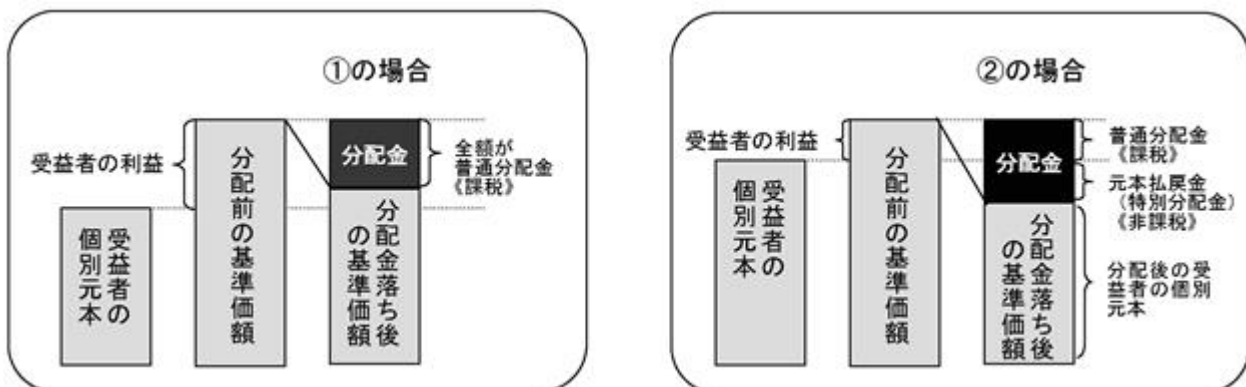 ①の場合
受益者の利益
受益者の
個別元本
分配前の基準価額
分配金
分配金落ち後
の基準価額
全額が
普通分配金
《課税》
②の場合
受益者の利益
受益者の
個別元本
分配前の基準価額
分配金
分配金落ち後
の基準価額
普通分配金
《課税》
元本払戻金
(特別分配金)
《非課税》
分配後の受
益者の個別
元本